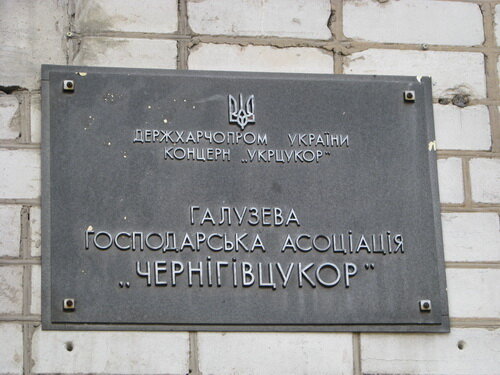 ДЕРЖХАРЧОПРОМ УКРАЇНИ
КОНЦЕРН „УКРЦУКОР"
ГАЛУЗЕВА
ГОСПОДАРСЬКА АСОЦІАЦІЯ
„ЧЕРНІГІВЦУКОР"